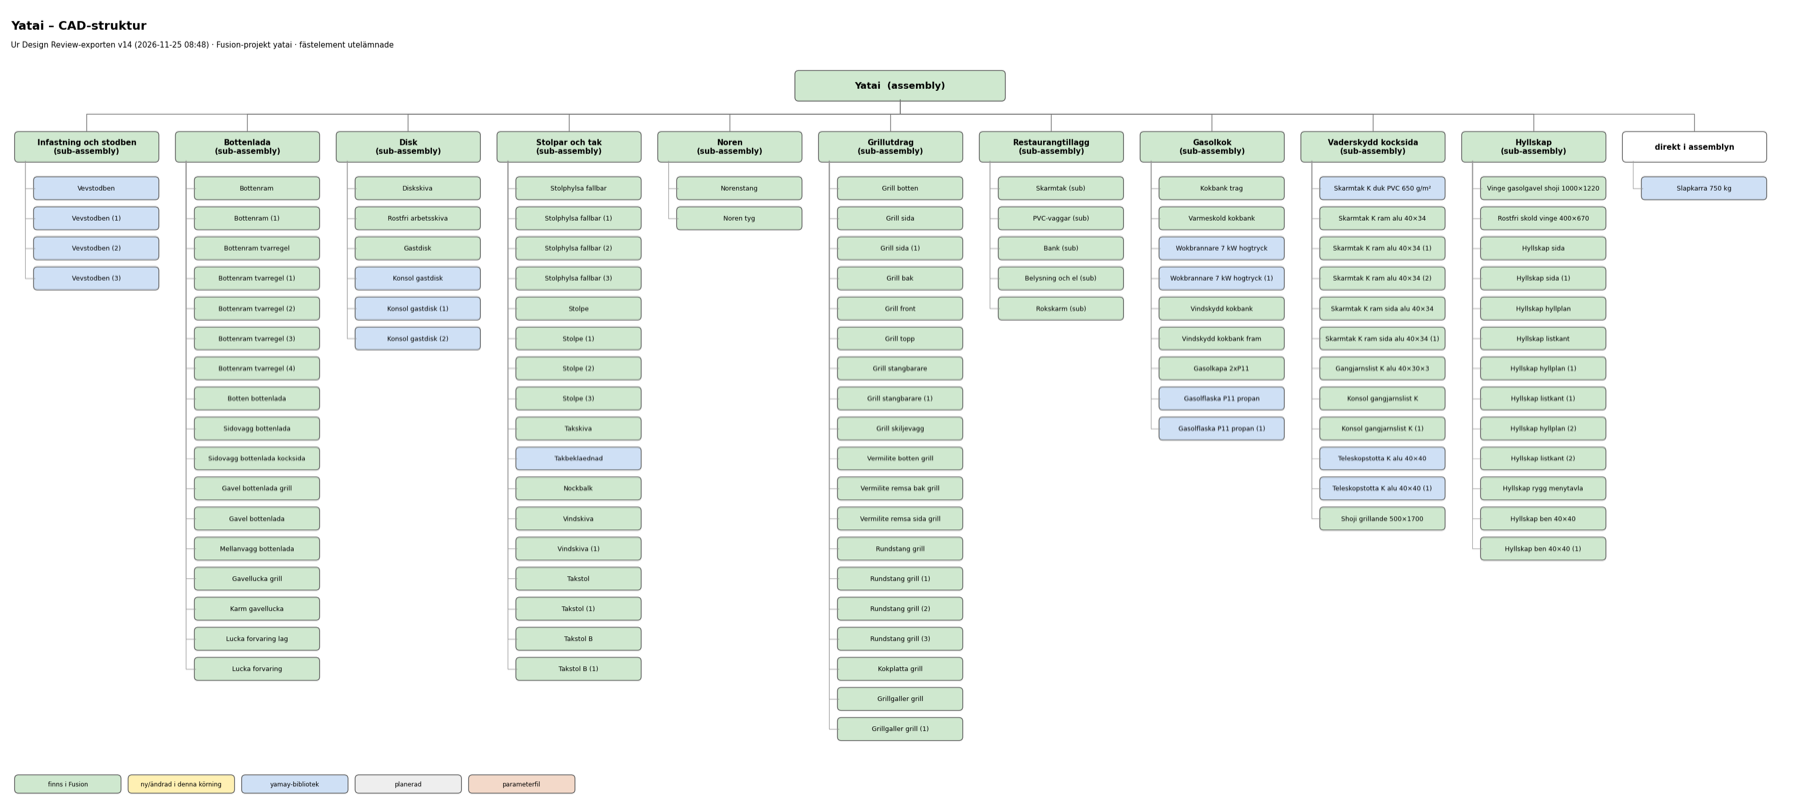 Yatai – CAD-struktur
Ur Design Review-exporten v14 (2026-11-25 08:48) · Fusion-projekt yatai · fästelement utelämnade
Yatai (assembly)
Infastning och stodben
(sub-assembly)
Vevstodben
Vevstodben (1)
Vevstodben (2)
Vevstodben (3)
Bottenlada
(sub-assembly)
Bottenram
Bottenram (1)
Bottenram tvarregel
Bottenram tvarregel (1)
Bottenram tvarregel (2)
Bottenram tvarregel (3)
Bottenram tvarregel (4)
Botten bottenlada
Sidovagg bottenlada
Sidovagg bottenlada kocksida
Gavel bottenlada grill
Gavel bottenlada
Mellanvagg bottenlada
Gavellucka grill
Karm gavellucka
Lucka forvaring lag
Lucka forvaring
Disk
(sub-assembly)
Diskskiva
Rostfri arbetsskiva
Gastdisk
Konsol gastdisk
Konsol gastdisk (1)
Konsol gastdisk (2)
Stolpar och tak
(sub-assembly)
Stolphylsa fallbar
Stolphylsa fallbar (1)
Stolphylsa fallbar (2)
Stolphylsa fallbar (3)
Stolpe
Stolpe (1)
Stolpe (2)
Stolpe (3)
Takskiva
Takbeklaednad
Nockbalk
Vindskiva
Vindskiva (1)
Takstol
Takstol (1)
Takstol B
Takstol B (1)
Noren
(sub-assembly)
Norenstang
Noren tyg
Grillutdrag
(sub-assembly)
Grill botten
Grill sida
Grill sida (1)
Grill bak
Grill front
Grill topp
Grill stangbarare
Grill stangbarare (1)
Grill skiljevagg
Vermilite botten grill
Vermilite remsa bak grill
Vermilite remsa sida grill
Rundstang grill
Rundstang grill (1)
Rundstang grill (2)
Rundstang grill (3)
Kokplatta grill
Grillgaller grill
Grillgaller grill (1)
Restaurangtillagg
(sub-assembly)
Skarmtak (sub)
PVC-vaggar (sub)
Bank (sub)
Belysning och el (sub)
Rokskarm (sub)
Gasolkok
(sub-assembly)
Kokbank trag
Varmeskold kokbank
Wokbrannare 7 kW hogtryck
Wokbrannare 7 kW hogtryck (1)
Vindskydd kokbank
Vindskydd kokbank fram
Gasolkapa 2xP11
Gasolflaska P11 propan
Gasolflaska P11 propan (1)
Vaderskydd kocksida
(sub-assembly)
Skarmtak K duk PVC 650 g/m²
Skarmtak K ram alu 40×34
Skarmtak K ram alu 40×34 (1)
Skarmtak K ram alu 40×34 (2)
Skarmtak K ram sida alu 40×34
Skarmtak K ram sida alu 40×34 (1)
Gangjarnslist K alu 40×30×3
Konsol gangjarnslist K
Konsol gangjarnslist K (1)
Teleskopstotta K alu 40×40
Teleskopstotta K alu 40×40 (1)
Shoji grillande 500×1700
Hyllskap
(sub-assembly)
Vinge gasolgavel shoji 1000×1220
Rostfri skold vinge 400×670
Hyllskap sida
Hyllskap sida (1)
Hyllskap hyllplan
Hyllskap listkant
Hyllskap hyllplan (1)
Hyllskap listkant (1)
Hyllskap hyllplan (2)
Hyllskap listkant (2)
Hyllskap rygg menytavla
Hyllskap ben 40×40
Hyllskap ben 40×40 (1)
direkt i assemblyn
Slapkarra 750 kg
finns i Fusion
ny/ändrad i denna körning
yamay-bibliotek
planerad
parameterfil